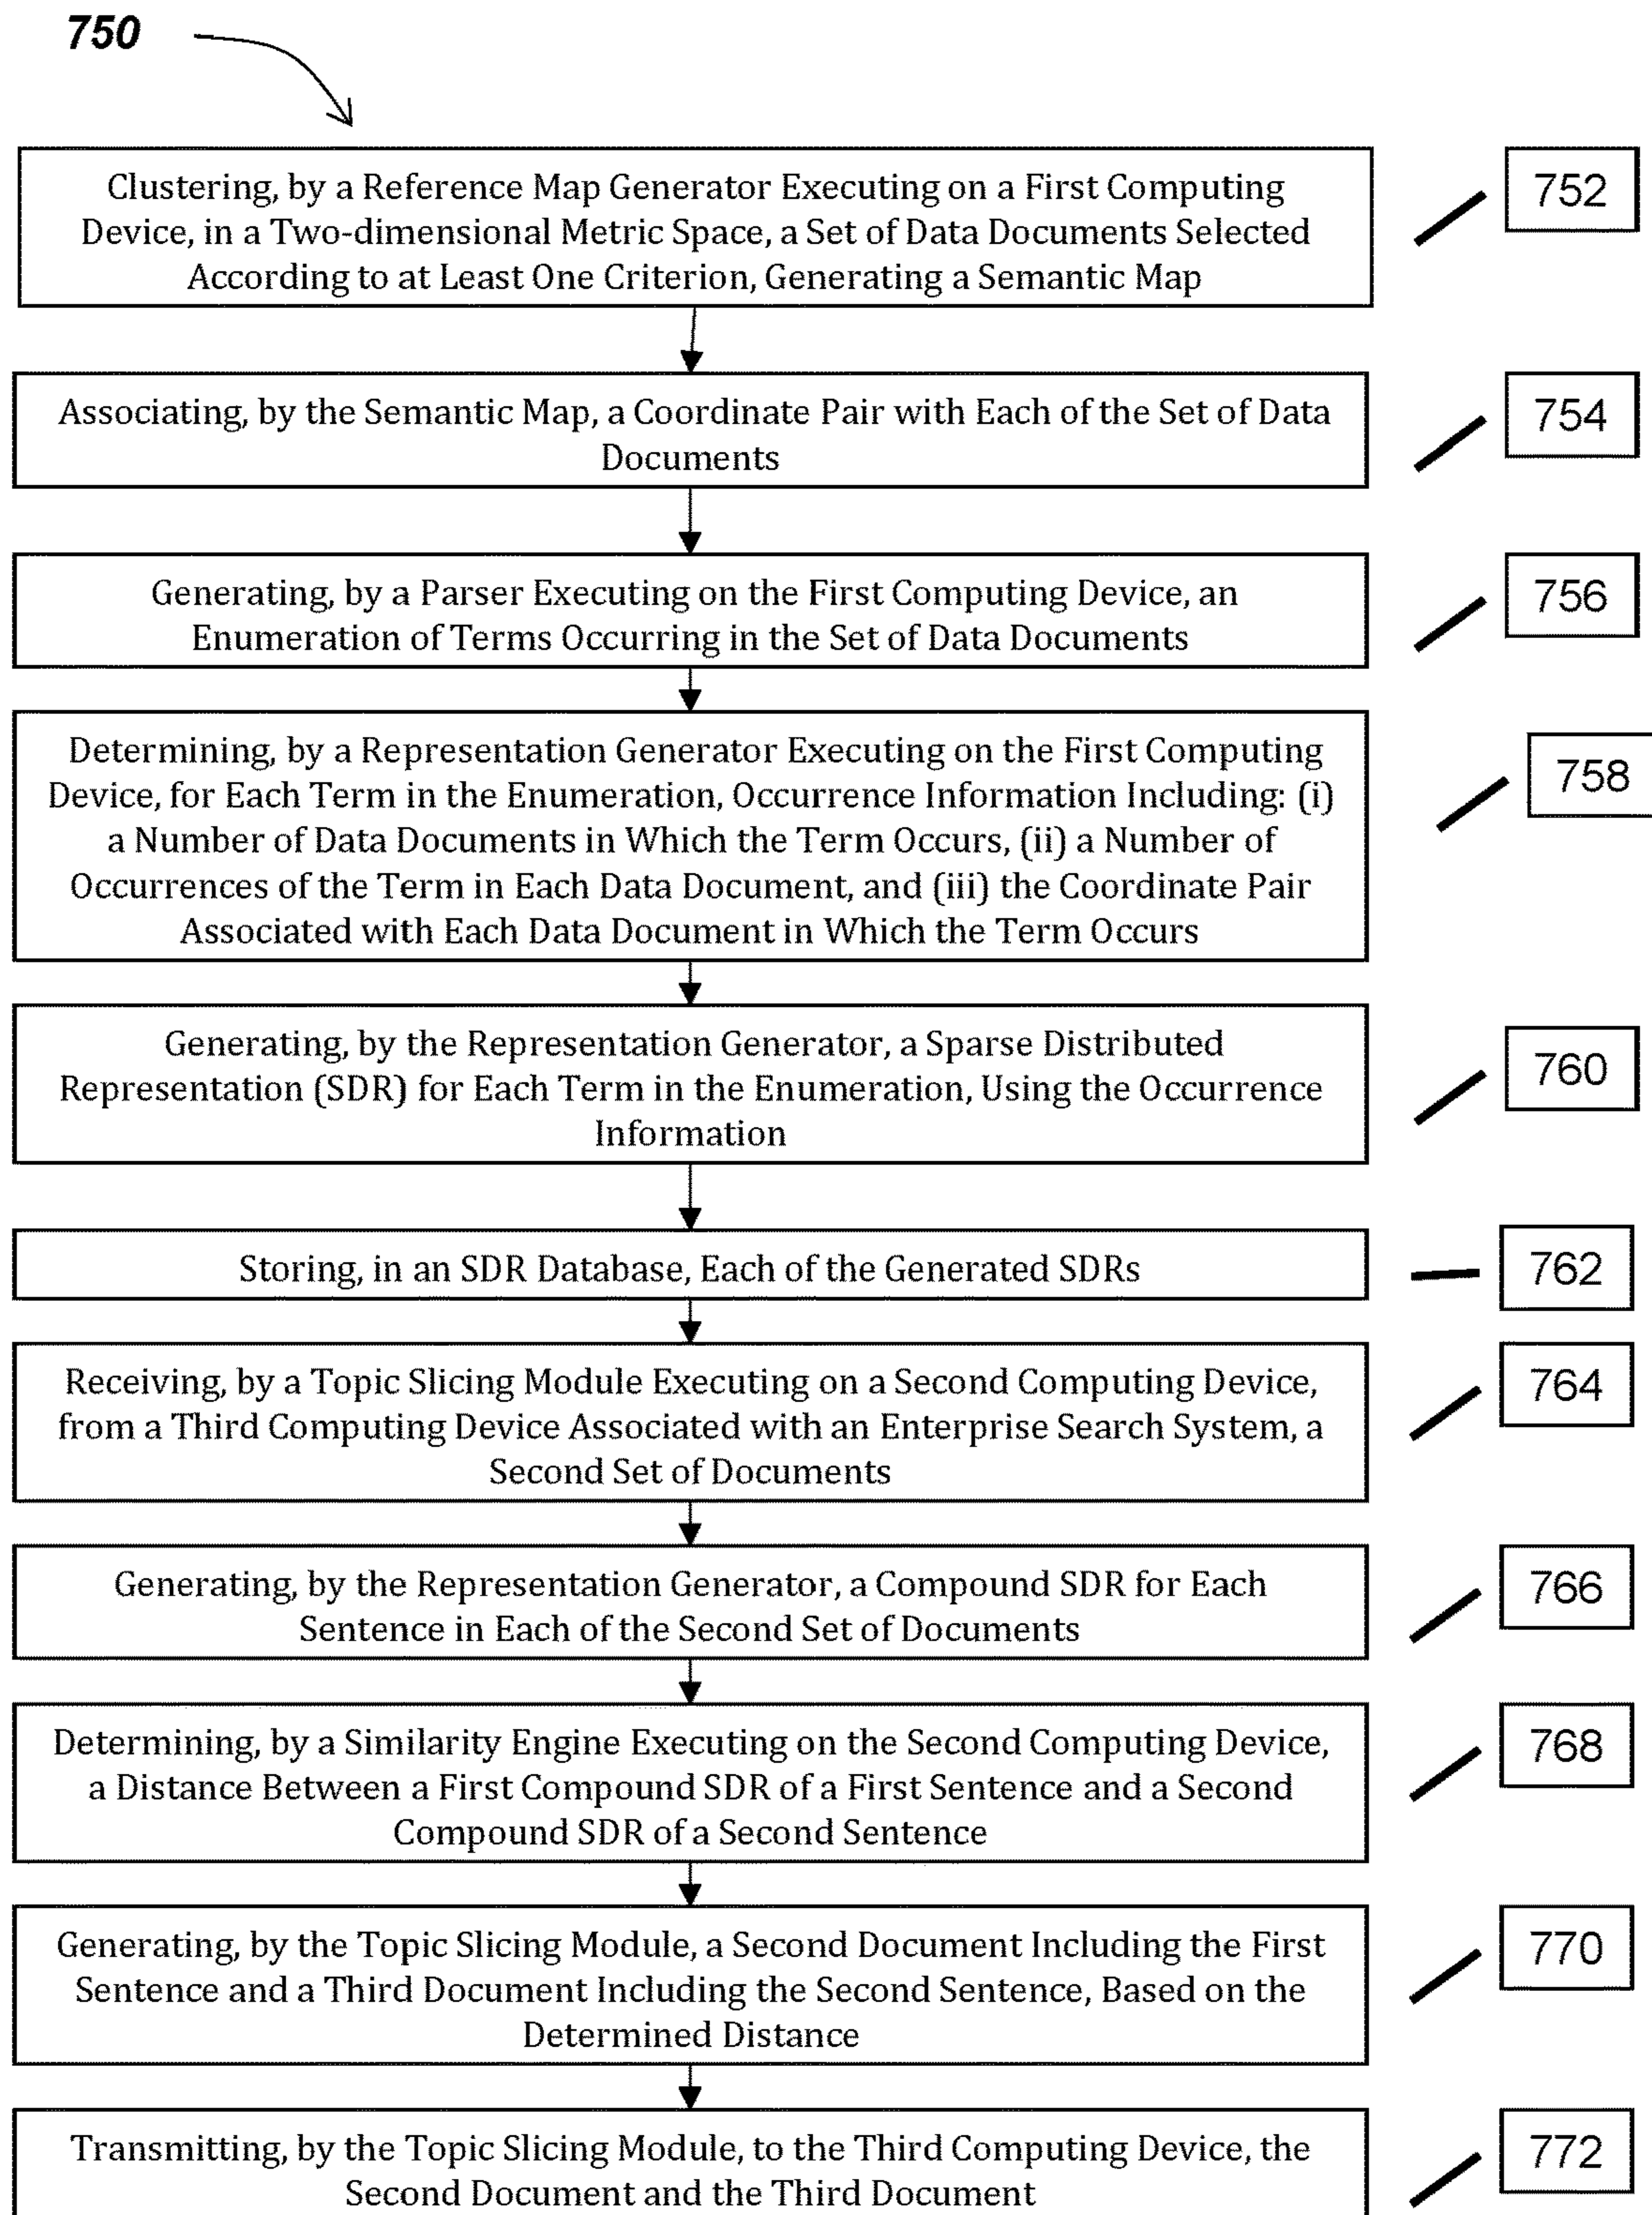 750
Clustering, by a Reference Map Generator Executing on a First Computing
752
Device, in a Two-dimensional Metric Space, a Set of Data Documents Selected
According to at Least One Criterion, Generating a Semantic Map
Associating, by the Semantic Map, a Coordinate Pair with Each of the Set of Data
754
Documents
Generating, by a Parser Executing on the First Computing Device, an
756
Enumeration of Terms Occurring in the Set of Data Documents
Determining, by a Representation Generator Executing on the First Computing
758
Device, for Each Term in the Enumeration, Occurrence Information Including: (i)
a Number of Data Documents in Which the Term Occurs, (ii) a Number of
Occurrences of the Term in Each Data Document, and (iii) the Coordinate Pair
Associated with Each Data Document in Which the Term Occurs
Generating, by the Representation Generator, a Sparse Distributed
760
Representation (SDR) for Each Term in the Enumeration, Using the Occurrence
Information
Storing, in an SDR Database, Each of the Generated SDRs
762
Receiving, by a Topic Slicing Module Executing on a Second Computing Device,
764
from a Third Computing Device Associated with an Enterprise Search System, a
Second Set of Documents
Generating, by the Representation Generator, a Compound SDR for Each
766
Sentence in Each of the Second Set of Documents
Determining, by a Similarity Engine Executing on the Second Computing Device,
768
a Distance Between a First Compound SDR of a First Sentence and a Second
Compound SDR of a Second Sentence
Generating, by the Topic Slicing Module, a Second Document Including the First
770
Sentence and a Third Document Including the Second Sentence, Based on the
Determined Distance
Transmitting, by the Topic Slicing Module, to the Third Computing Device, the
772
Second Document and the Third Document